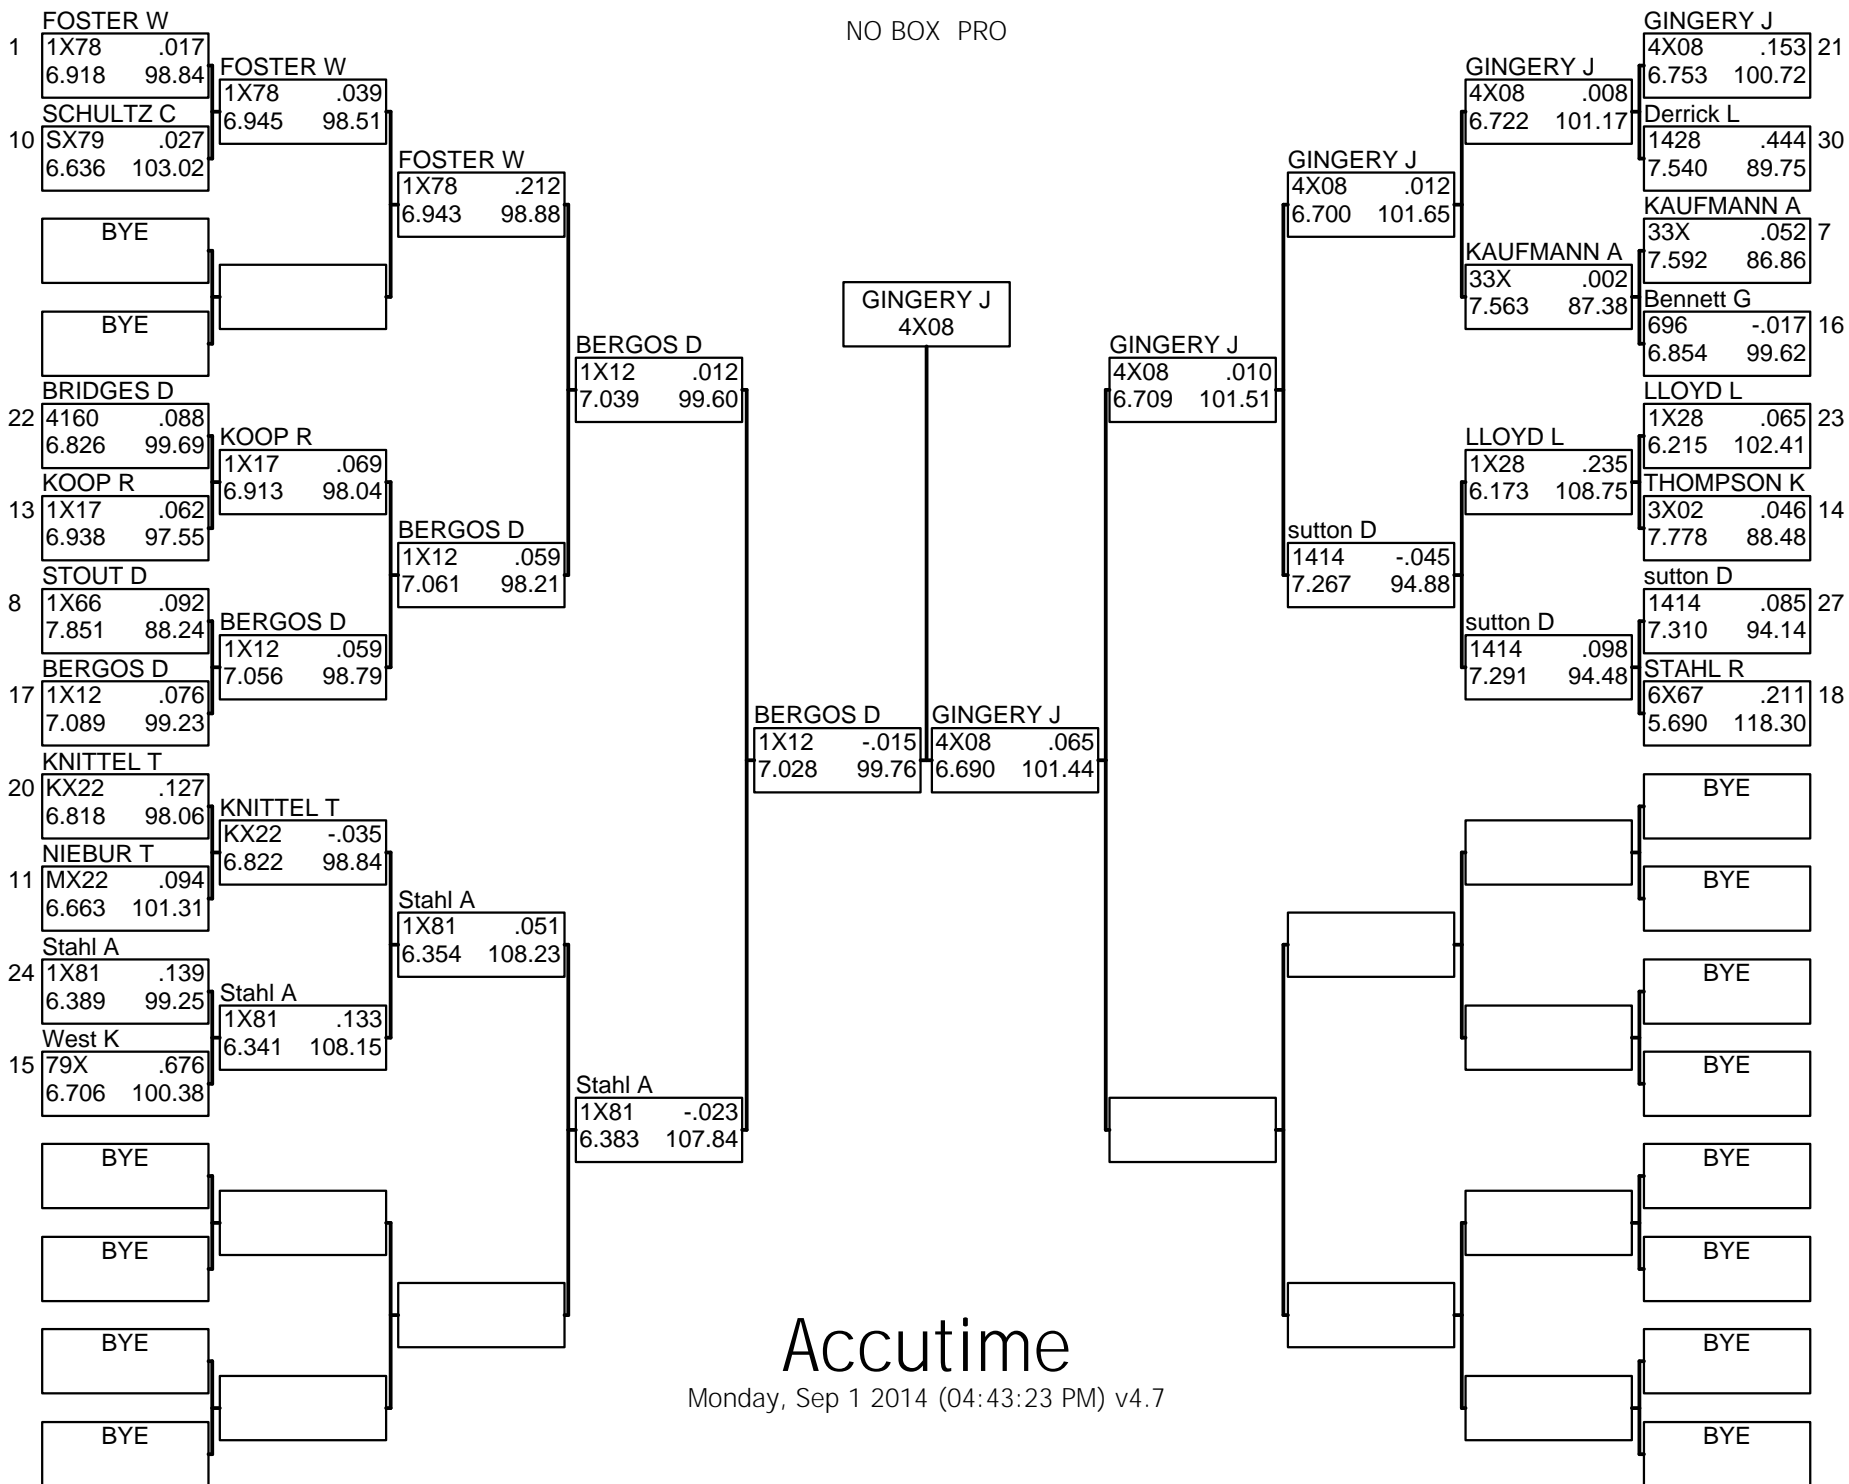 NO BOX PRO
FOSTER W
1 1X78 .017
6.918 98.84
SCHULTZ C
10 SX79 .027
6.636 103.02
BYE
BYE
BRIDGES D
22 4160 .088
6.826 99.69
KOOP R
13 1X17 .062
6.938 97.55
STOUT D
8 1X66 .092
7.851 88.24
BERGOS D
17 1X12 .076
7.089 99.23
KNITTEL T
20 KX22 .127
6.818 98.06
NIEBUR T
11 MX22 .094
6.663 101.31
Stahl A
24 1X81 .139
6.389 99.25
West K
15 79X .676
6.706 100.38
BYE
BYE
BYE
BYE
FOSTER W
1X78 .039
6.945 98.51
KOOP R
1X17 .069
6.913 98.04
BERGOS D
1X12 .059
7.056 98.79
KNITTEL T
KX22 -.035
6.822 98.84
Stahl A
1X81 .133
6.341 108.15
FOSTER W
1X78 .212
6.943 98.88
BERGOS D
1X12 .059
7.061 98.21
Stahl A
1X81 .051
6.354 108.23
BERGOS D
1X12 .012
7.039 99.60
Stahl A
1X81 -.023
6.383 107.84
BERGOS D
1X12 -.015
7.028 99.76
GINGERY J
4X08
GINGERY J
4X08 .065
6.690 101.44
GINGERY J
4X08 .010
6.709 101.51
GINGERY J
4X08 .012
6.700 101.65
sutton D
1414 -.045
7.267 94.88
GINGERY J
4X08 .008
6.722 101.17
KAUFMANN A
33X .002
7.563 87.38
LLOYD L
1X28 .235
6.173 108.75
sutton D
1414 .098
7.291 94.48
GINGERY J
4X08 .153 21
6.753 100.72
Derrick L
1428 .444 30
7.540 89.75
KAUFMANN A
33X .052 7
7.592 86.86
Bennett G
696 -.017 16
6.854 99.62
LLOYD L
1X28 .065 23
6.215 102.41
THOMPSON K
3X02 .046 14
7.778 88.48
sutton D
1414 .085 27
7.310 94.14
STAHL R
6X67 .211 18
5.690 118.30
BYE
BYE
BYE
BYE
BYE
BYE
BYE
BYE
Accutime
Monday, Sep 1 2014 (04:43:23 PM) v4.7